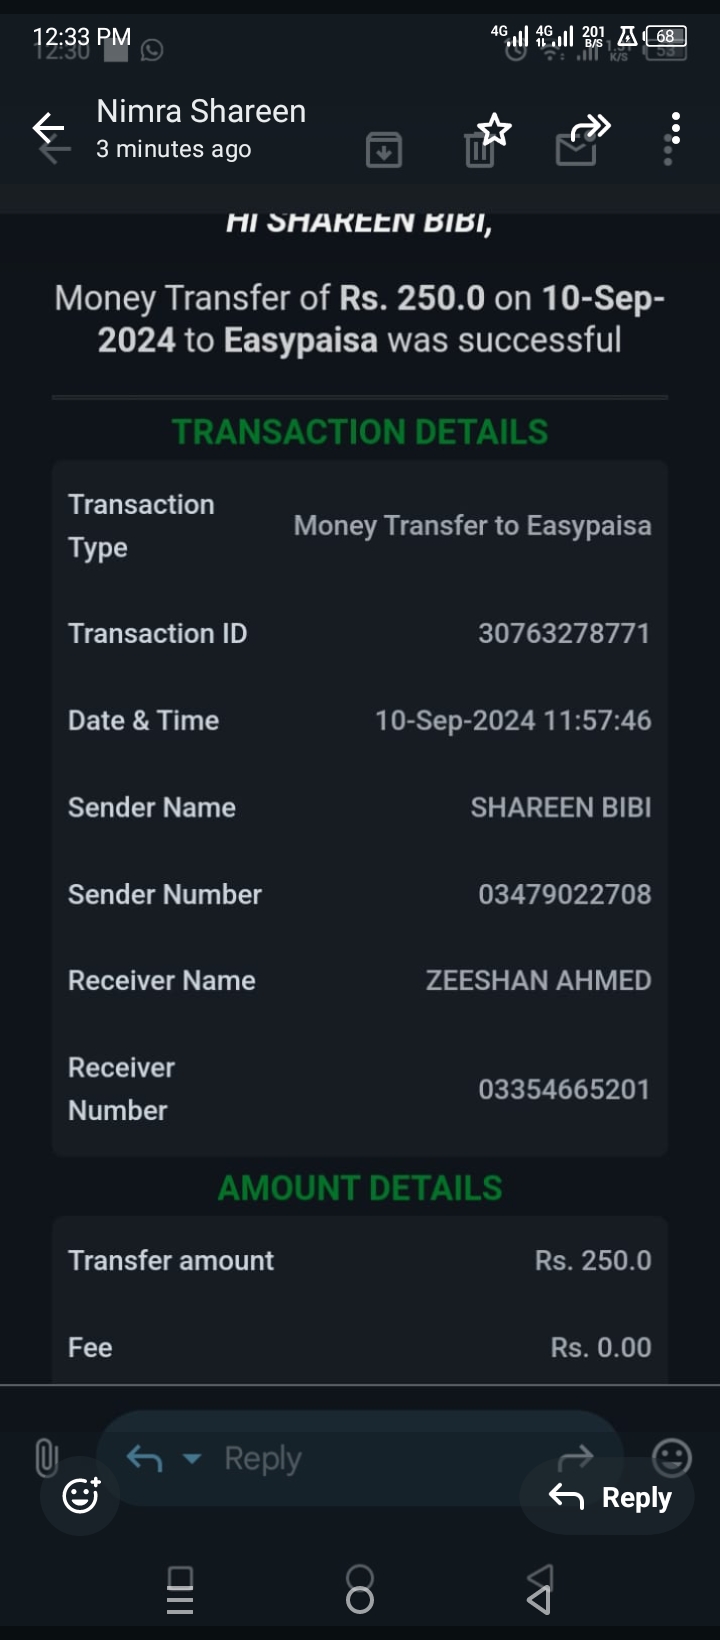 12:33 PM
4G 4G 201 B/S 68
12:30
K/S 53
Nimra Shareen
3 minutes ago
HI SHAREEN BIBI,
Money Transfer of Rs. 250.0 on 10-Sep-
2024 to Easypaisa was successful
TRANSACTION DETAILS
Transaction
Type
Money Transfer to Easypaisa
Transaction ID 30763278771
Date & Time 10-Sep-2024 11:57:46
Sender Name SHAREEN BIBI
Sender Number 03479022708
Receiver Name ZEESHAN AHMED
Receiver
Number
03354665201
AMOUNT DETAILS
Transfer amount Rs. 250.0
Fee Rs. 0.00
Reply
Reply